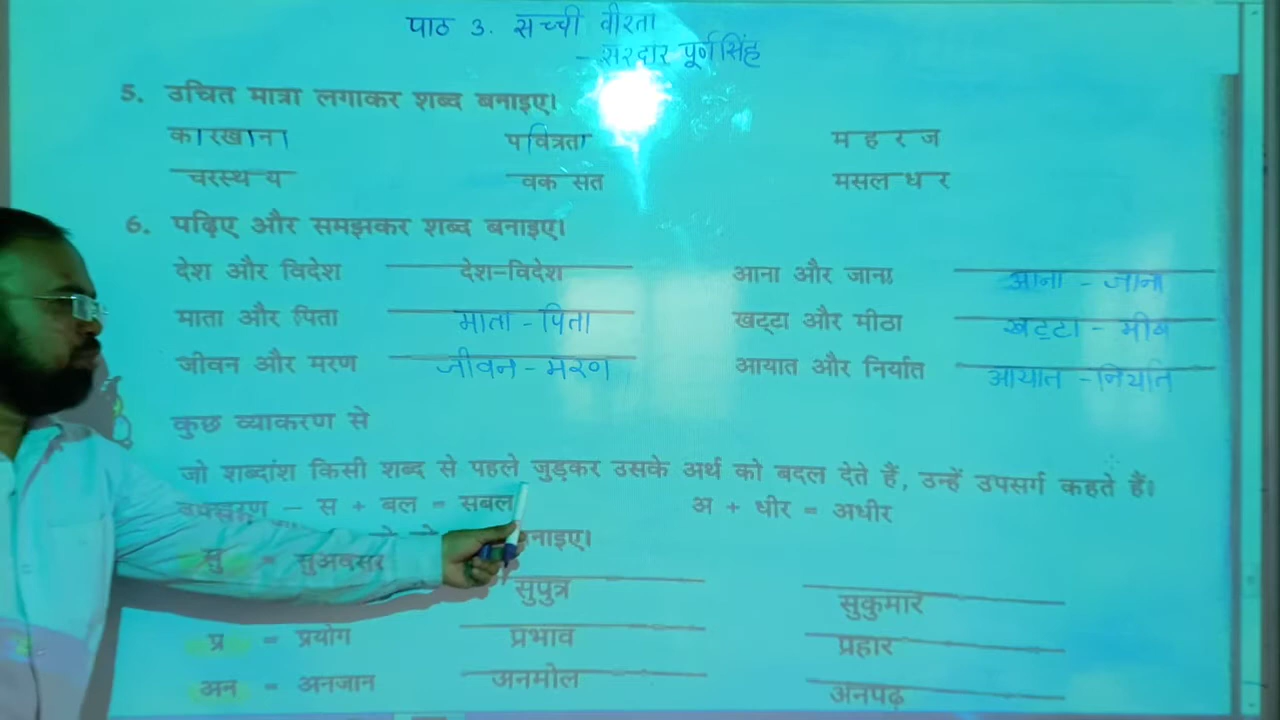 पाठ 3. सच्ची वीरता
– सरदार पूर्ण सिंह
5. उचित मात्रा लगाकर शब्द बनाइए।
कारखाना पवित्रता म ह र ज
चरस्थ य वक सत मसल ध र
6. पढ़िए और समझकर शब्द बनाइए।
देश और विदेश देश-विदेश आना और जाना आना - जाना
माता और पिता माता - पिता खट्टा और मीठा खट्टा - मीठा
जीवन और मरण जीवन - मरण आयात और निर्यात आयात - निर्यात
कुछ व्याकरण से
जो शब्दांश किसी शब्द से पहले जुड़कर उसके अर्थ को बदल देते हैं, उन्हें उपसर्ग कहते हैं।
– स + बल = सबल अ + धीर = अधीर
बनाइए।
सु = सुअवसर सुपुत्र सुकुमार
प्र = प्रयोग प्रभाव प्रहार
अन = अनजान अनमोल अनपढ़